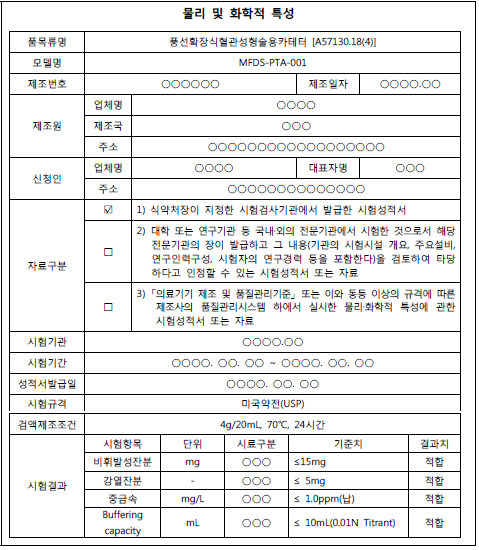 물리 및 화학적 특성
품목류명 풍선확장식혈관성형술용카테터 [A57130.18(4)]
모델명 MFDS-PTA-001
제조번호 ○○○○○○ 제조일자 ○○○○.○○
제조원 업체명 ○○○○
제조국 ○○○
주소 ○○○○○○○○○○○○○○○○○○
신청인 업체명 ○○○○ 대표자명 ○○○
주소 ○○○○○○○○○○○○○○
자료구분 ☑ 1) 식약처장이 지정한 시험검사기관에서 발급한 시험성적서
☐ 2) 대학 또는 연구기관 등 국내·외의 전문기관에서 시험한 것으로서 해당
전문기관의 장이 발급하고 그 내용(기관의 시험시설 개요, 주요설비,
연구인력구성, 시험자의 연구경력 등을 포함한다)을 검토하여 타당
하다고 인정할 수 있는 시험성적서 또는 자료
☐ 3) 「의료기기 제조 및 품질관리기준」 또는 이와 동등 이상의 규격에 따른
제조사의 품질관리시스템 하에서 실시한 물리·화학적 특성에 관한
시험성적서 또는 자료
시험기관 ○○○○.○○
시험기간 ○○○○. ○○. ○○ ~ ○○○○. ○○. ○○
성적서발급일 ○○○○. ○○. ○○
시험규격 미국약전(USP)
검액제조조건 4g/20mL, 70℃, 24시간
시험결과 시험항목 단위 시료구분 기준치 결과치
비휘발성잔분 mg ○○○ ≤15mg 적합
강열잔분 - ○○○ ≤ 5mg 적합
중금속 mg/L ○○○ ≤ 1.0ppm(납) 적합
Buffering
capacity mL ○○○ ≤ 10mL(0.01N Titrant) 적합